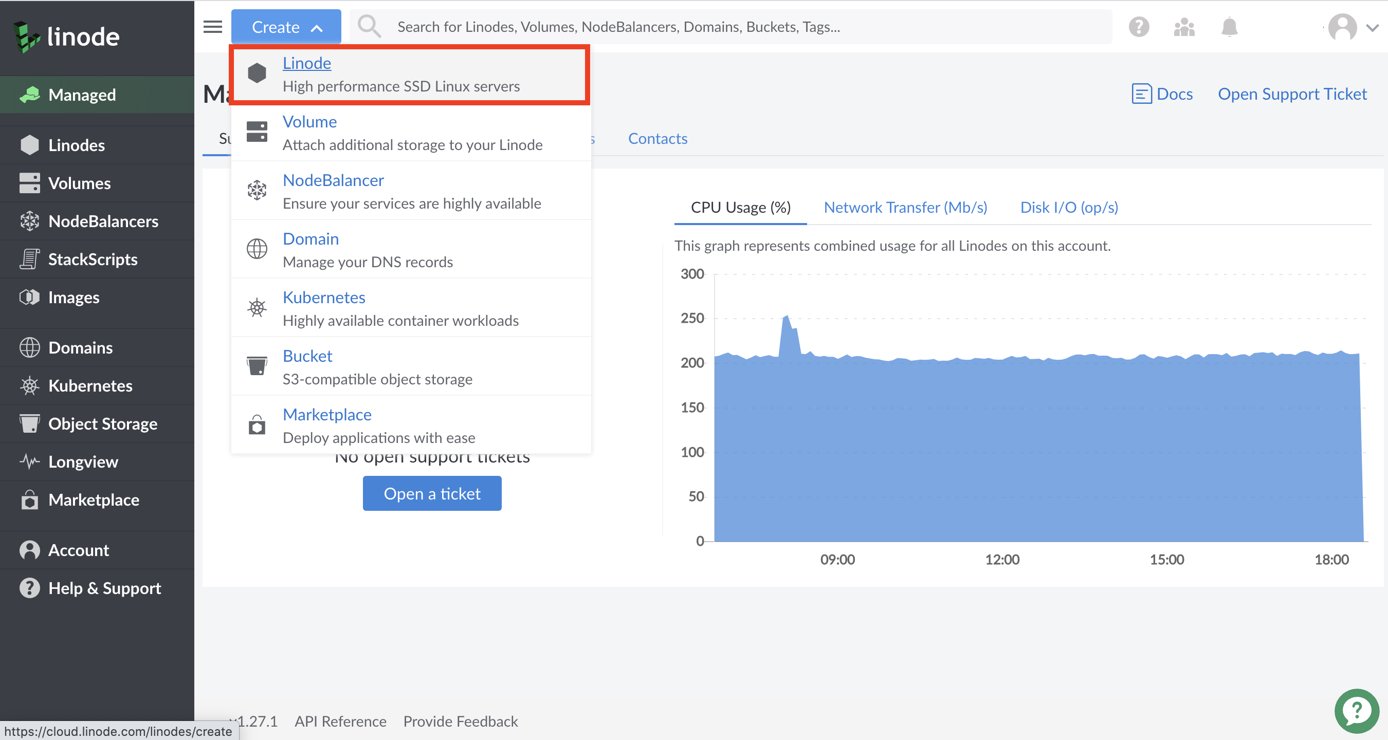 linode
Managed
Linodes
Volumes
NodeBalancers
StackScripts
Images
Domains
Kubernetes
Object Storage
Longview
Marketplace
Account
Help & Support
Create
Search for Linodes, Volumes, NodeBalancers, Domains, Buckets, Tags...
Linode
High performance SSD Linux servers
Volume
Attach additional storage to your Linode
NodeBalancer
Ensure your services are highly available
Domain
Manage your DNS records
Kubernetes
Highly available container workloads
Bucket
S3-compatible object storage
Marketplace
Deploy applications with ease
Docs
Open Support Ticket
Contacts
No open support tickets
Open a ticket
CPU Usage (%)
Network Transfer (Mb/s)
Disk I/O (op/s)
This graph represents combined usage for all Linodes on this account.
300
250
200
150
100
50
0
09:00
12:00
15:00
18:00
v1.27.1
API Reference
Provide Feedback
https://cloud.linode.com/linodes/create